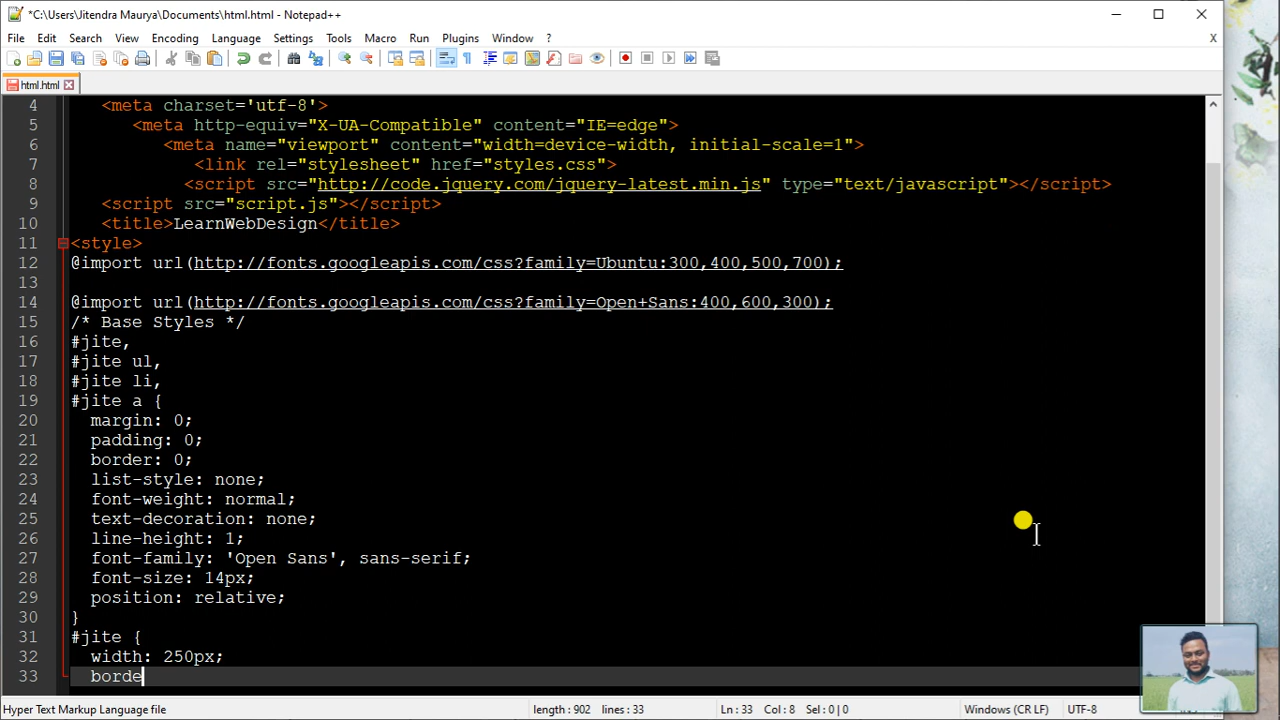 *C:\Users\Jitendra Maurya\Documents\html.html - Notepad++
File Edit Search View Encoding Language Settings Tools Macro Run Plugins Window ? X
html.html
4 <meta charset='utf-8'>
5 <meta http-equiv="X-UA-Compatible" content="IE=edge">
6 <meta name="viewport" content="width=device-width, initial-scale=1">
7 <link rel="stylesheet" href="styles.css">
8 <script src="http://code.jquery.com/jquery-latest.min.js" type="text/javascript"></script>
9 <script src="script.js"></script>
10 <title>LearnWebDesign</title>
11 <style>
12 @import url(http://fonts.googleapis.com/css?family=Ubuntu:300,400,500,700);
13
14 @import url(http://fonts.googleapis.com/css?family=Open+Sans:400,600,300);
15 /* Base Styles */
16 #jite,
17 #jite ul,
18 #jite li,
19 #jite a {
20 margin: 0;
21 padding: 0;
22 border: 0;
23 list-style: none;
24 font-weight: normal;
25 text-decoration: none;
26 line-height: 1;
27 font-family: 'Open Sans', sans-serif;
28 font-size: 14px;
29 position: relative;
30 }
31 #jite {
32 width: 250px;
33 borde
Hyper Text Markup Language file length : 902 lines : 33 Ln : 33 Col : 8 Sel : 0 | 0 Windows (CR LF) UTF-8